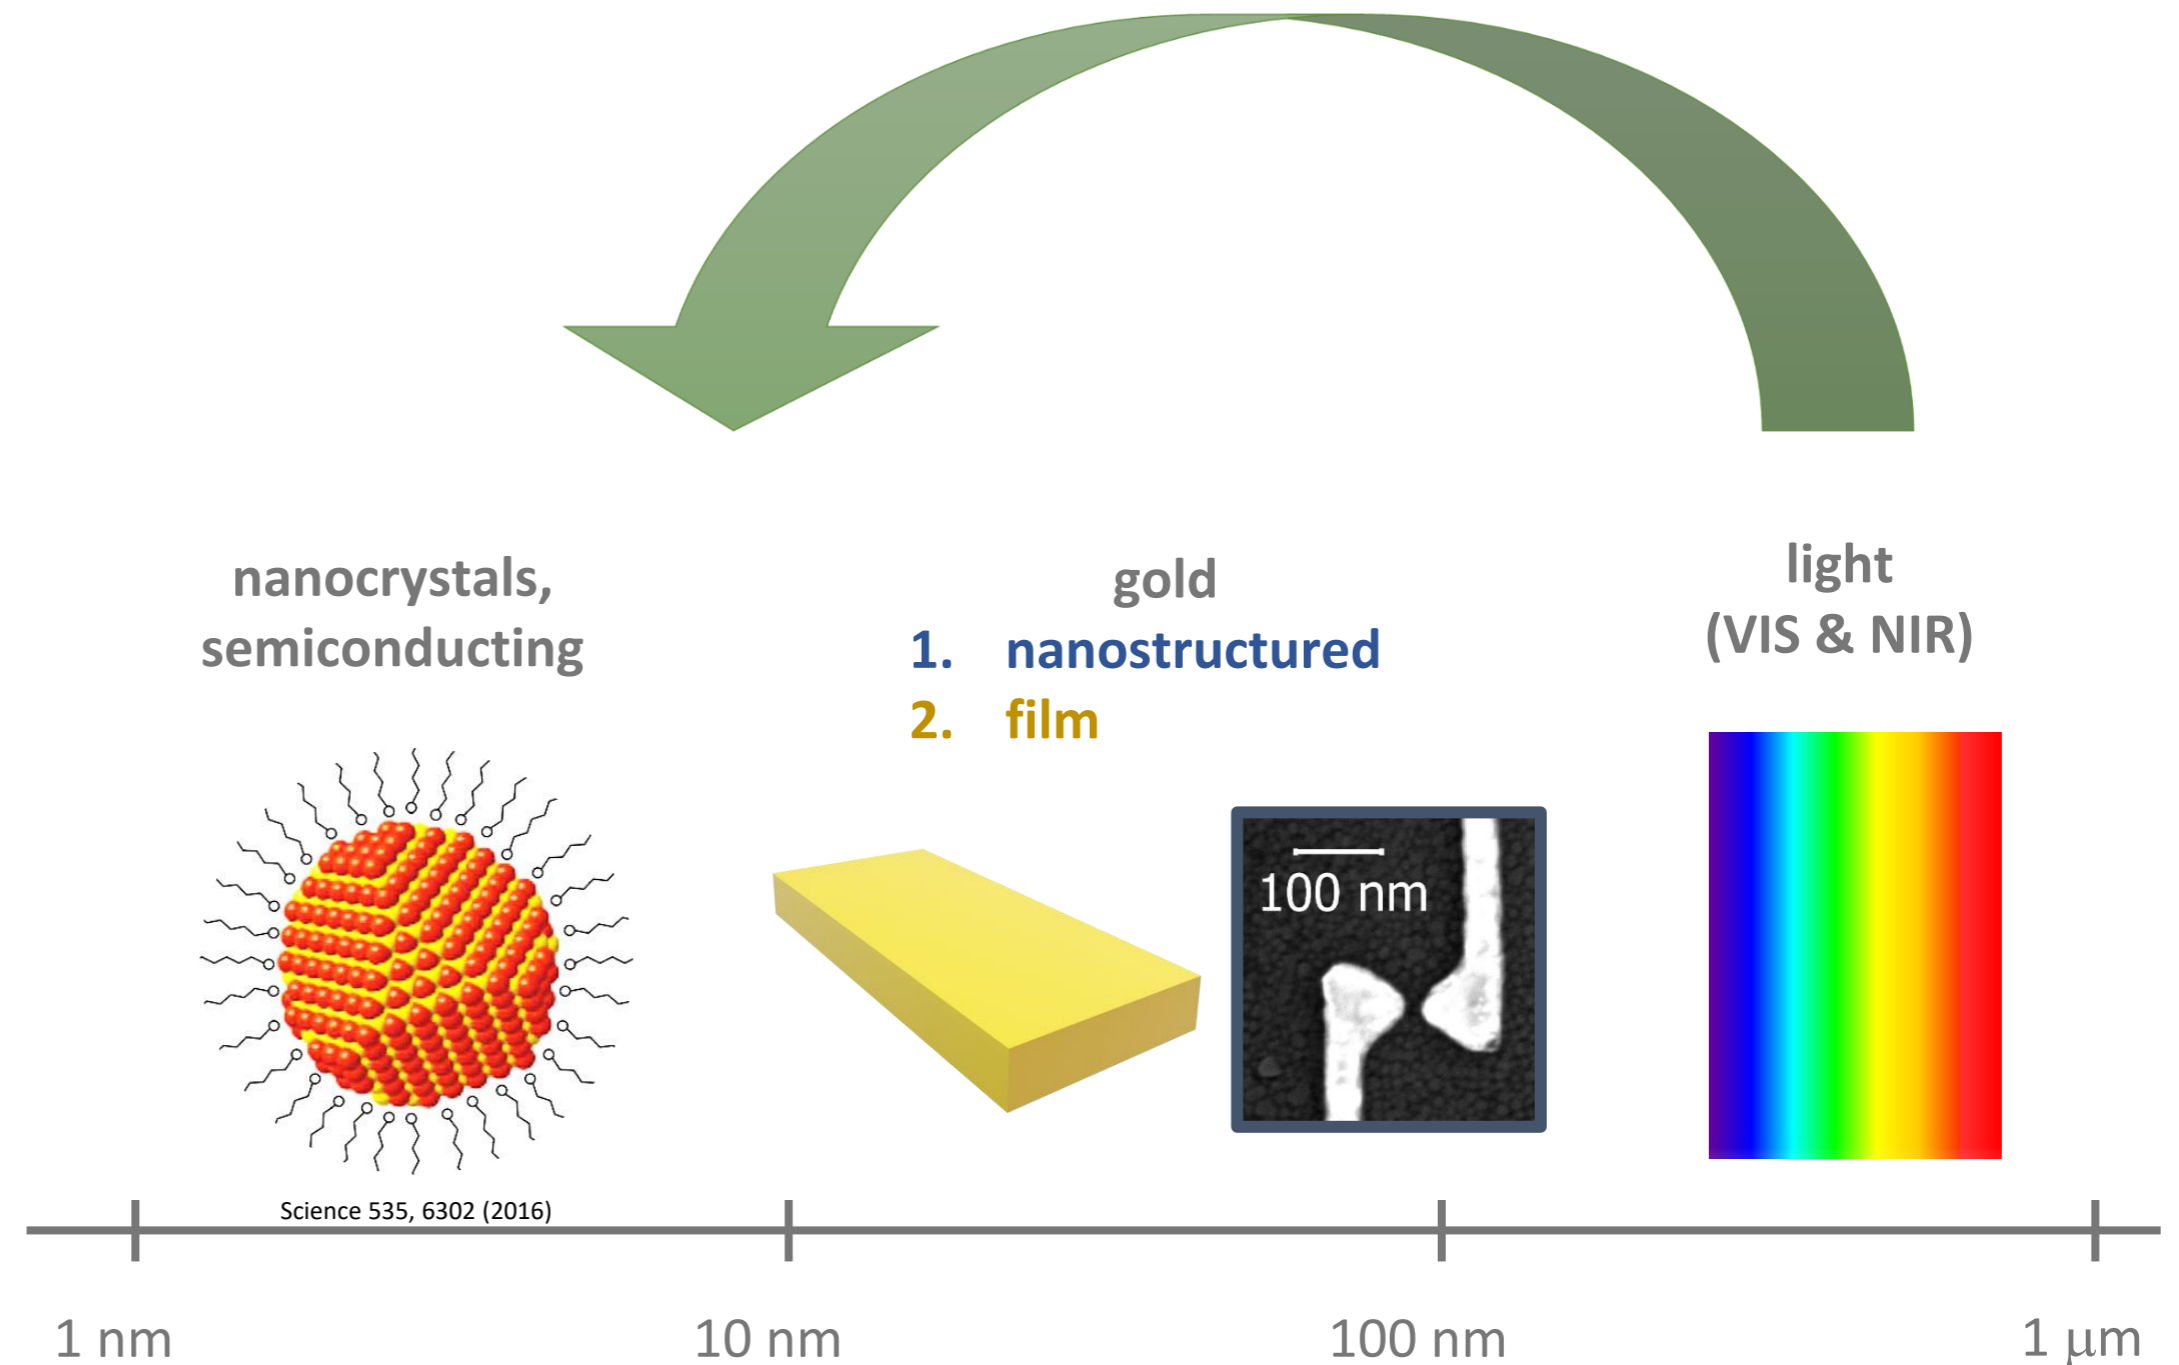 nanocrystals,
semiconducting
gold
1. nanostructured
2. film
light
(VIS & NIR)
100 nm
Science 535, 6302 (2016)
1 nm
10 nm
100 nm
1 μm